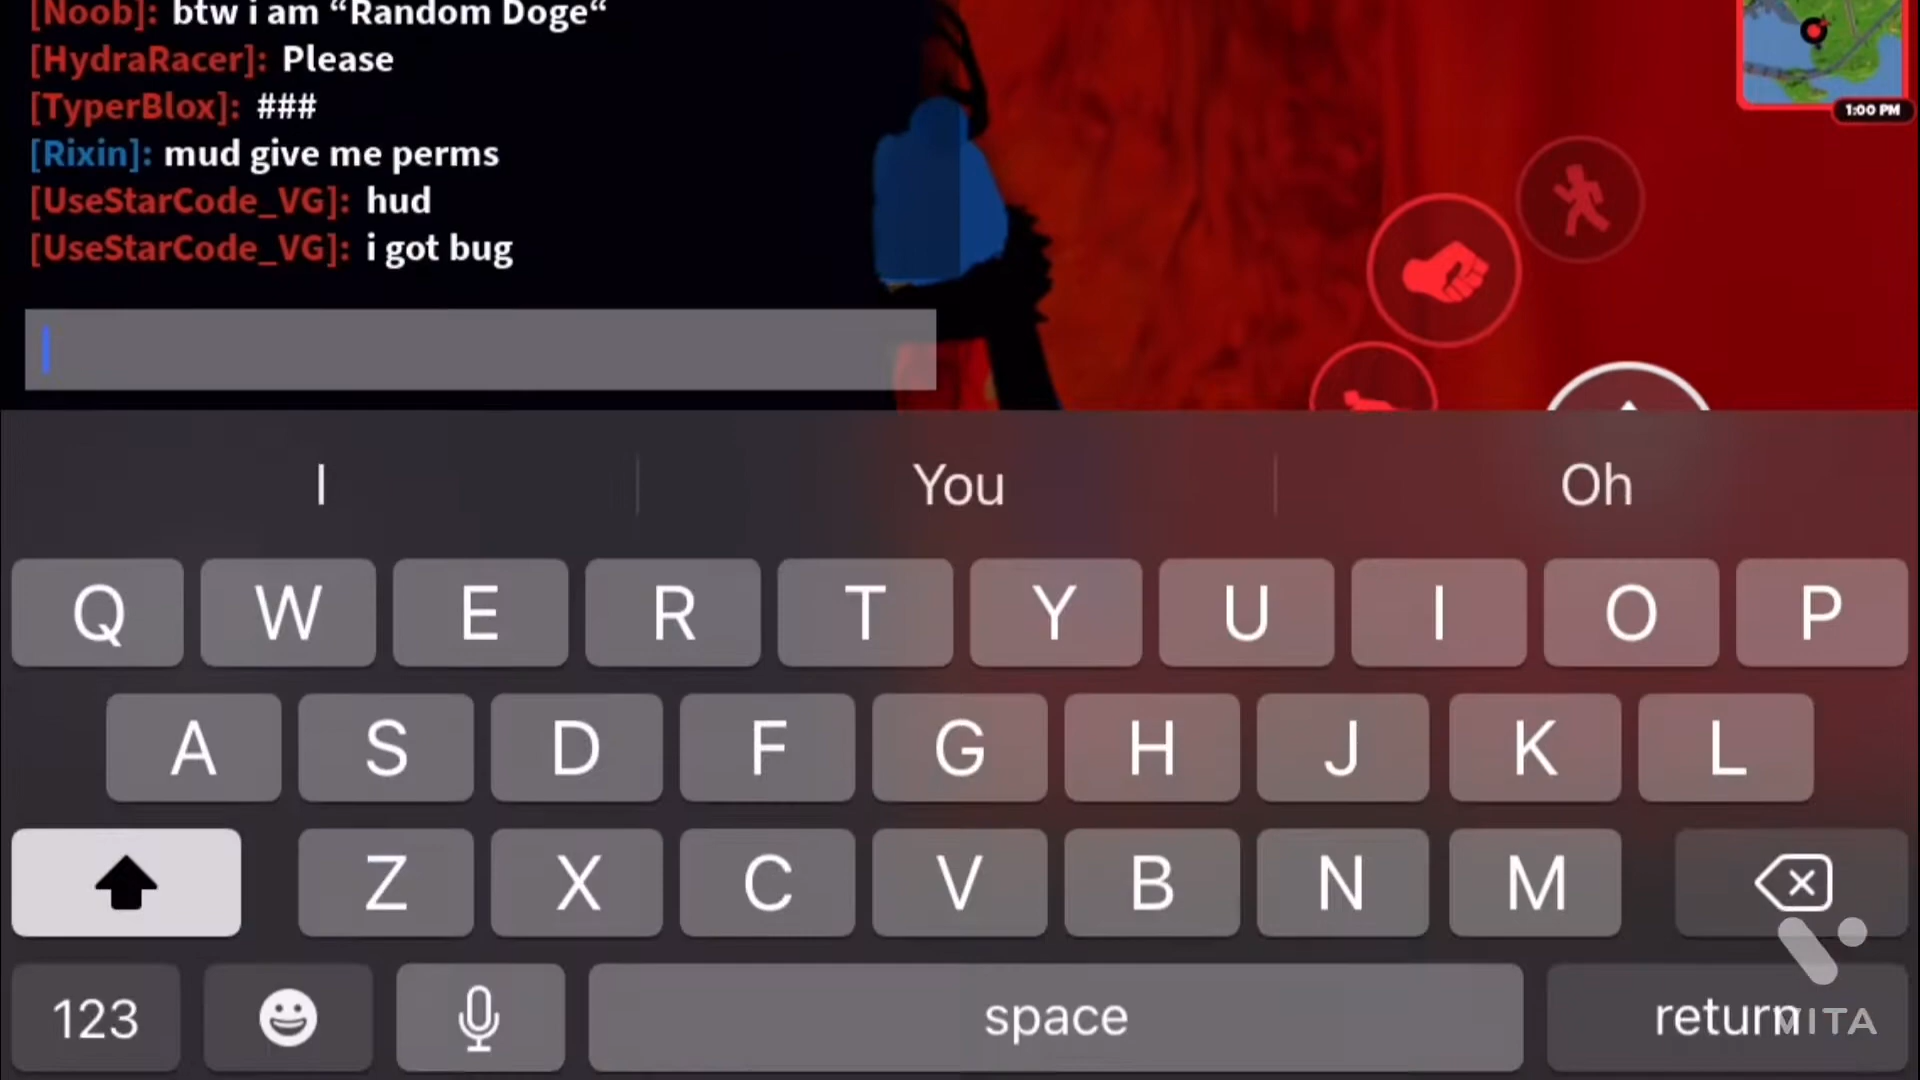 [Noob]: btw i am “Random Doge“
[HydraRacer]: Please
[TyperBlox]: ###
[Rixin]: mud give me perms
[UseStarCode_VG]: hud
[UseStarCode_VG]: i got bug
1:00 PM
I You Oh
Q W E R T Y U I O P
A S D F G H J K L
Z X C V B N M
123 space return
VITA